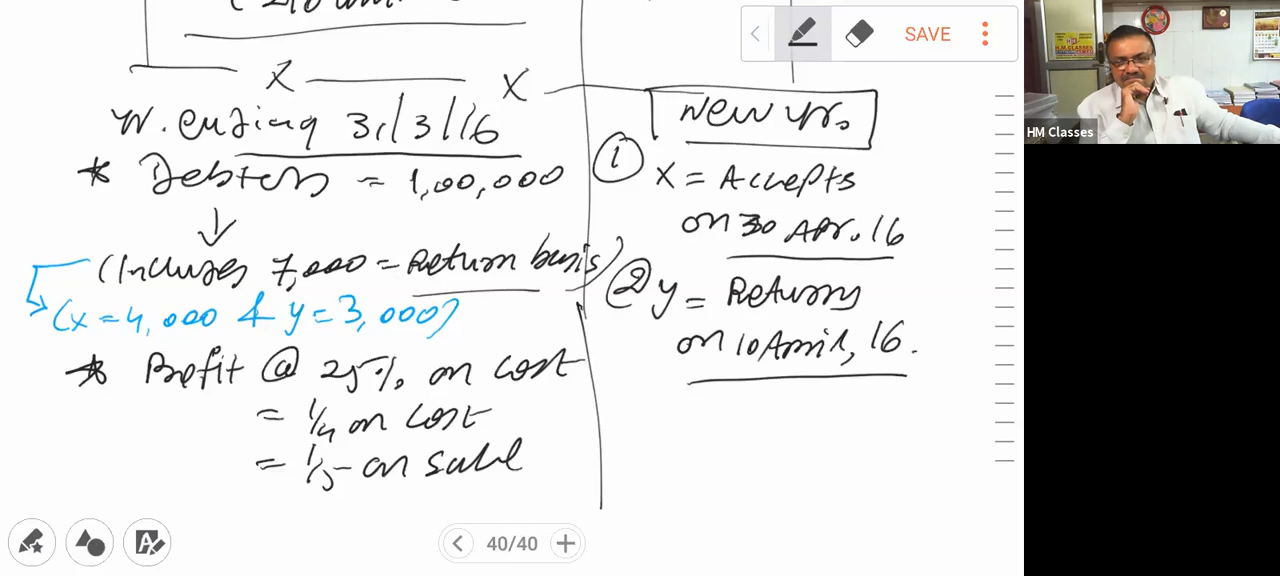 SAVE
X X
Yr. ending 31/3/16
* Debtors = 1,00,000
(Includes 7,000 = Return basis)
(X = 4,000 & Y = 3,000)
* Profit @ 25% on cost
= 1/4 on cost
= 1/5 on sale
New yr.
① X = Accepts
on 30 Apr. 16
② Y = Returns
on 10 April, 16.
40/40
HM Classes